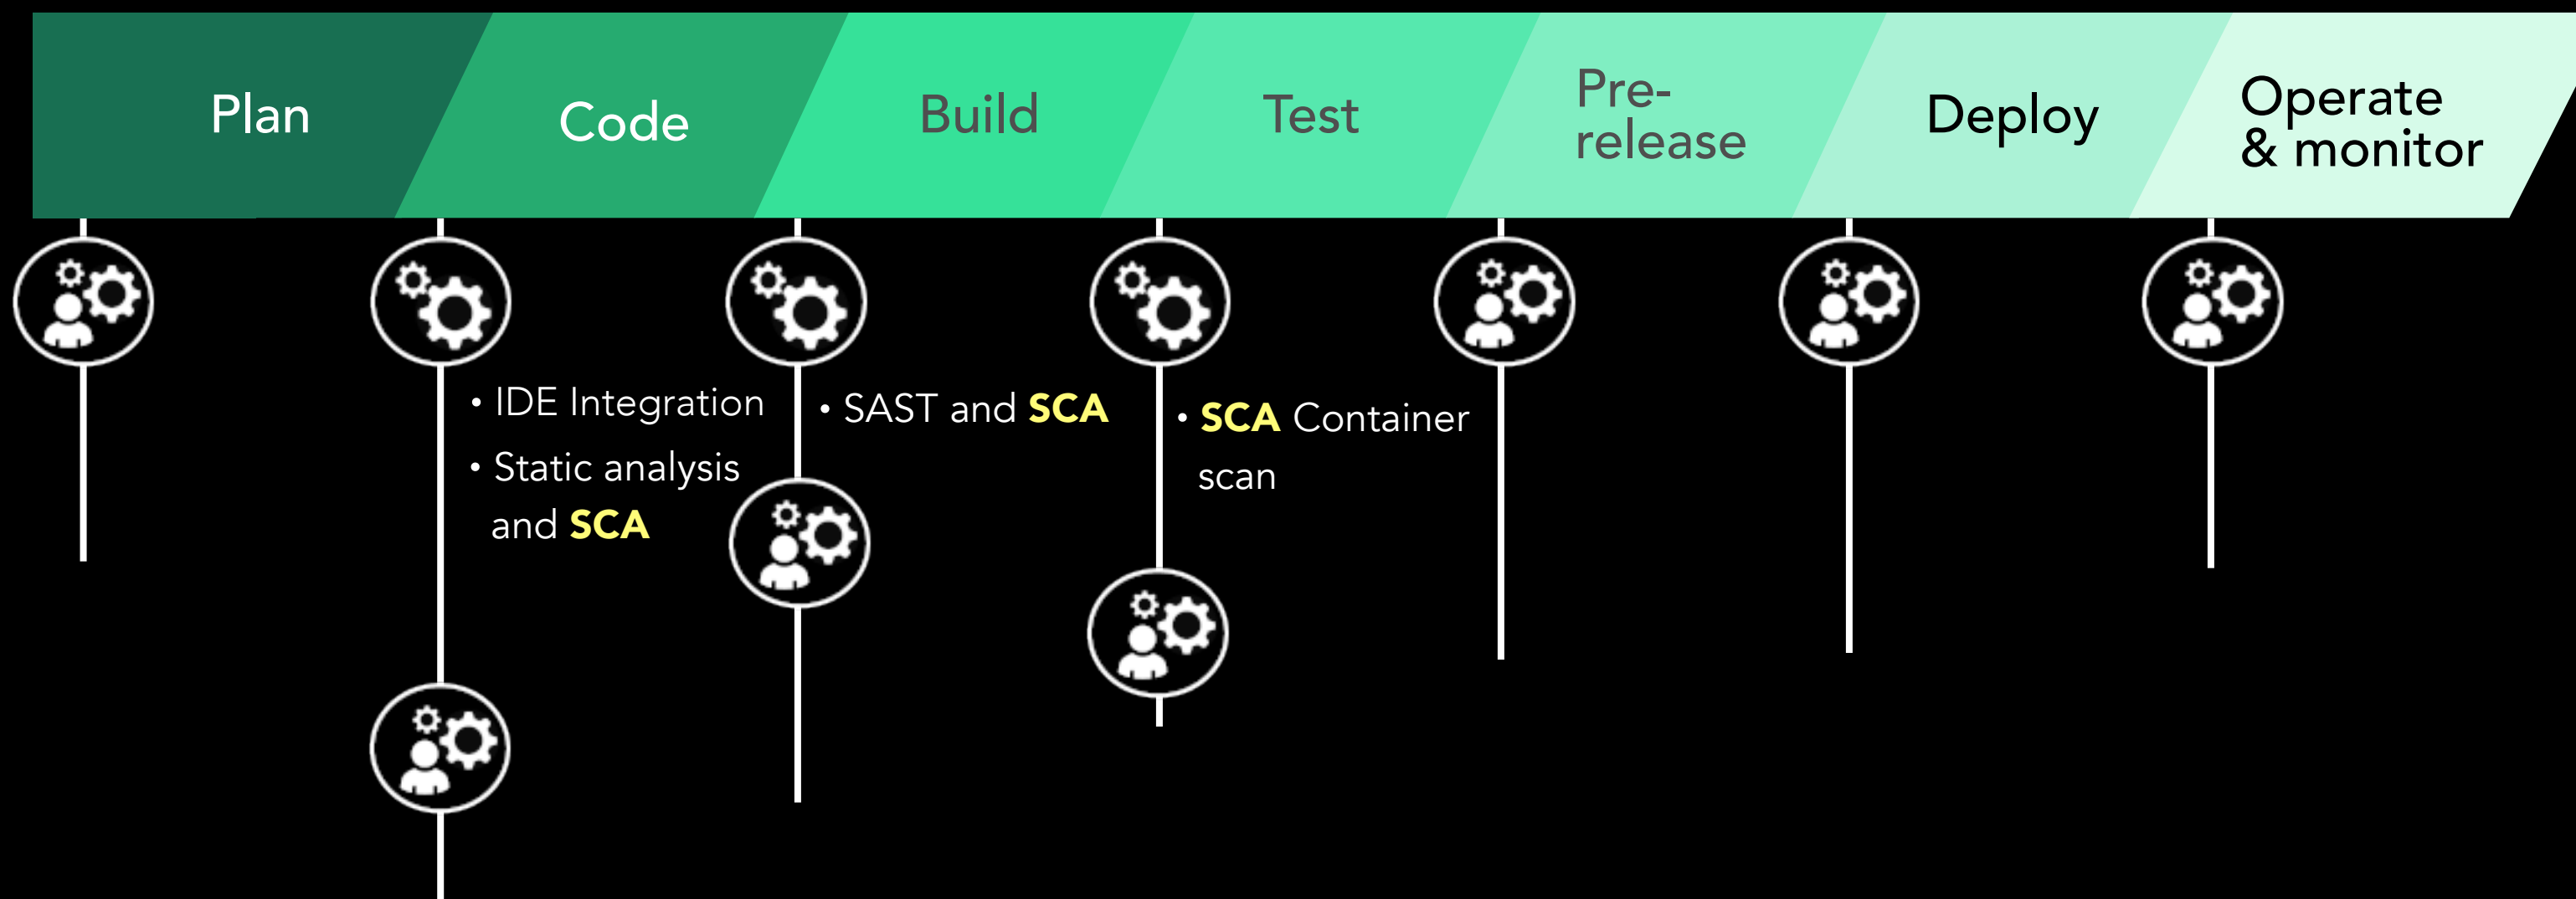 Plan
Code
Build
Test
Pre-
release
Deploy
Operate
& monitor
• IDE Integration
• Static analysis
and SCA
• SAST and SCA
• SCA Container
scan